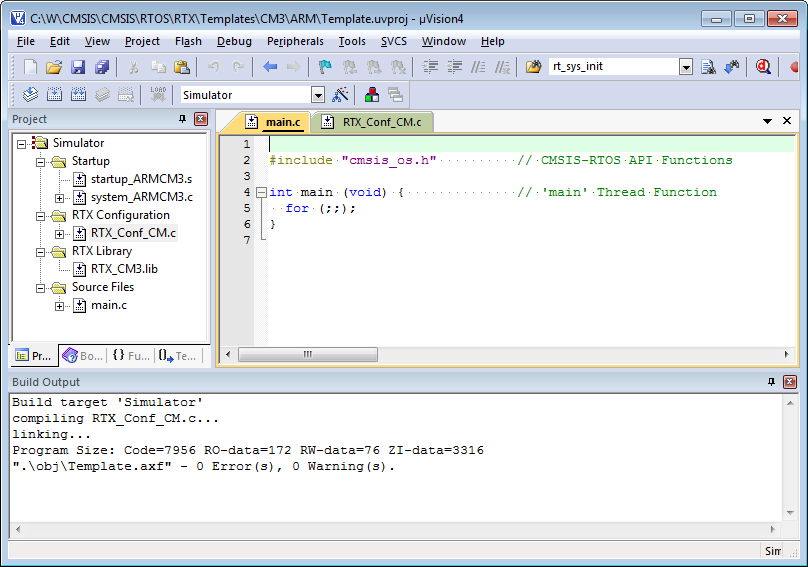 C:\W\CMSIS\CMSIS\RTOS\RTX\Templates\CM3\ARM\Template.uvproj - µVision4
File Edit View Project Flash Debug Peripherals Tools SVCS Window Help
rt_sys_init
LOAD Simulator
Project
Simulator
Startup
startup_ARMCM3.s
system_ARMCM3.c
RTX Configuration
RTX_Conf_CM.c
RTX Library
RTX_CM3.lib
Source Files
main.c
Pr... Bo... {} Fu... Te...
main.c RTX_Conf_CM.c
1
2 #include "cmsis_os.h" // CMSIS-RTOS API Functions
3
4 int main (void) { // 'main' Thread Function
5 for (;;);
6 }
7
Build Output
Build target 'Simulator'
compiling RTX_Conf_CM.c...
linking...
Program Size: Code=7956 RO-data=172 RW-data=76 ZI-data=3316
".\obj\Template.axf" - 0 Error(s), 0 Warning(s).
Sim